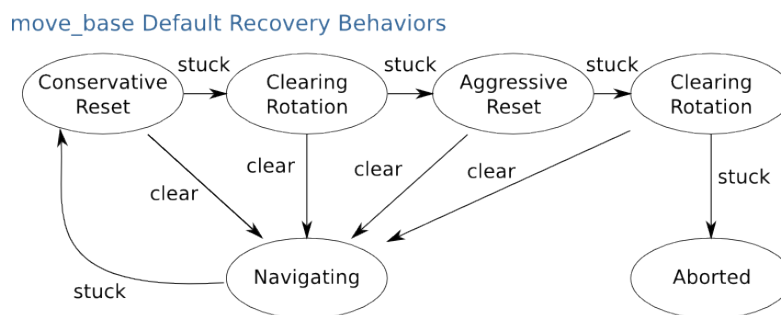 move_base Default Recovery Behaviors
stuck
stuck
stuck
Conservative
Reset
Clearing
Rotation
Aggressive
Reset
Clearing
Rotation
clear
clear
clear
clear
stuck
Navigating
Aborted
stuck